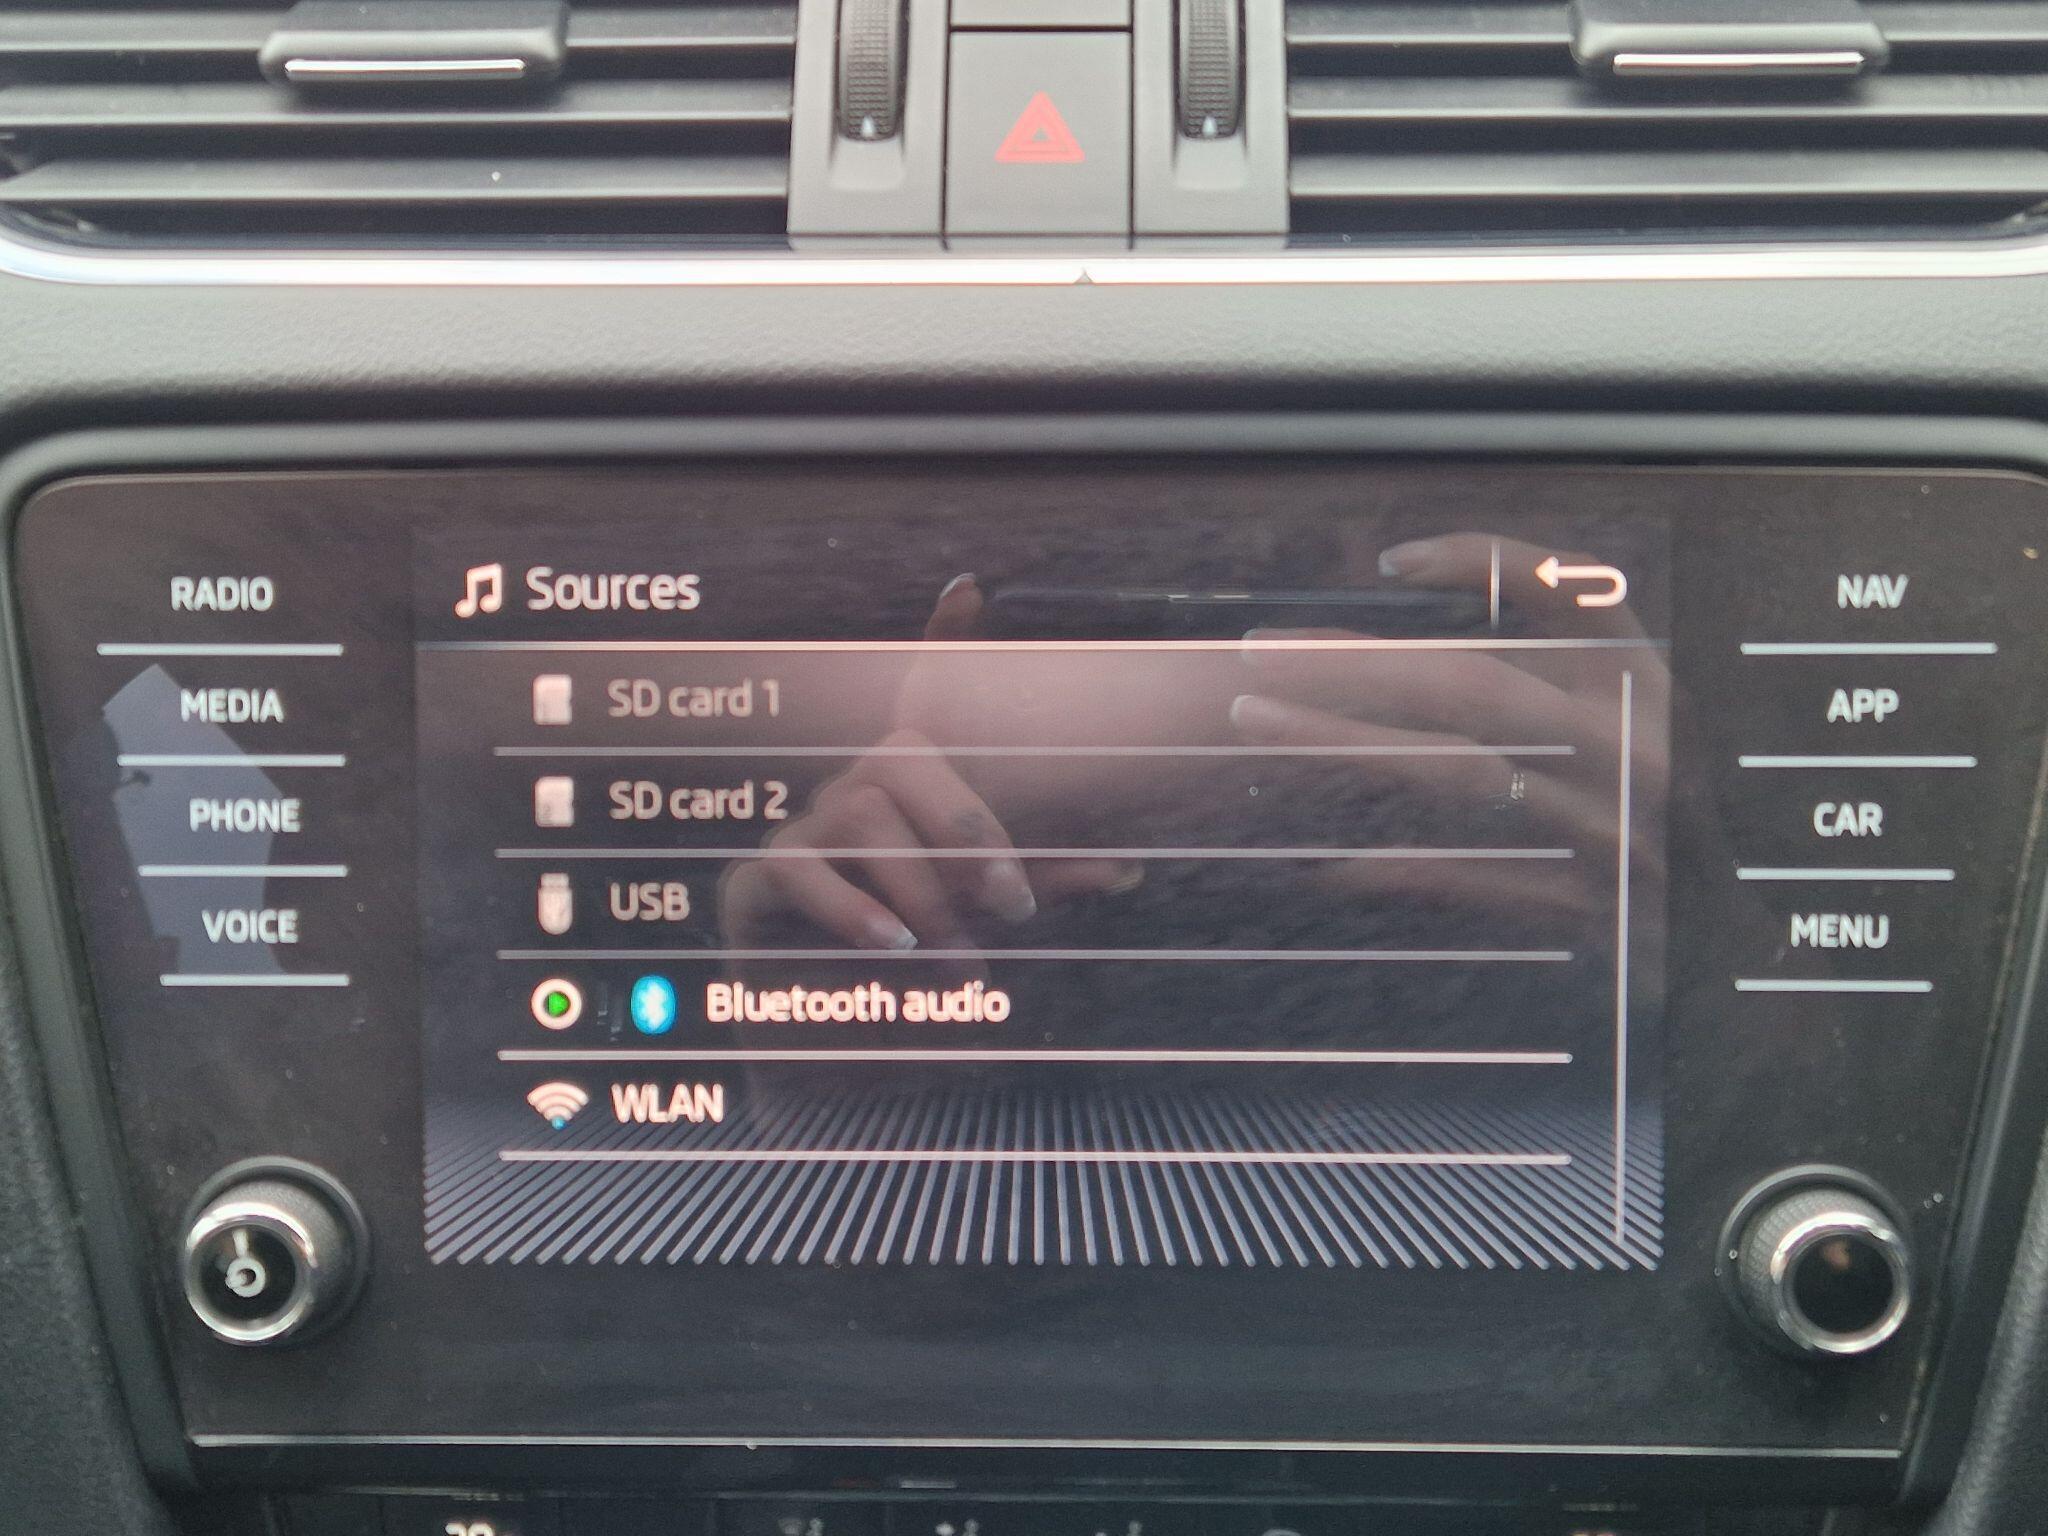 RADIO
MEDIA
PHONE
VOICE
Sources
SD card 1
SD card 2
USB
Bluetooth audio
WLAN
NAV
APP
CAR
MENU